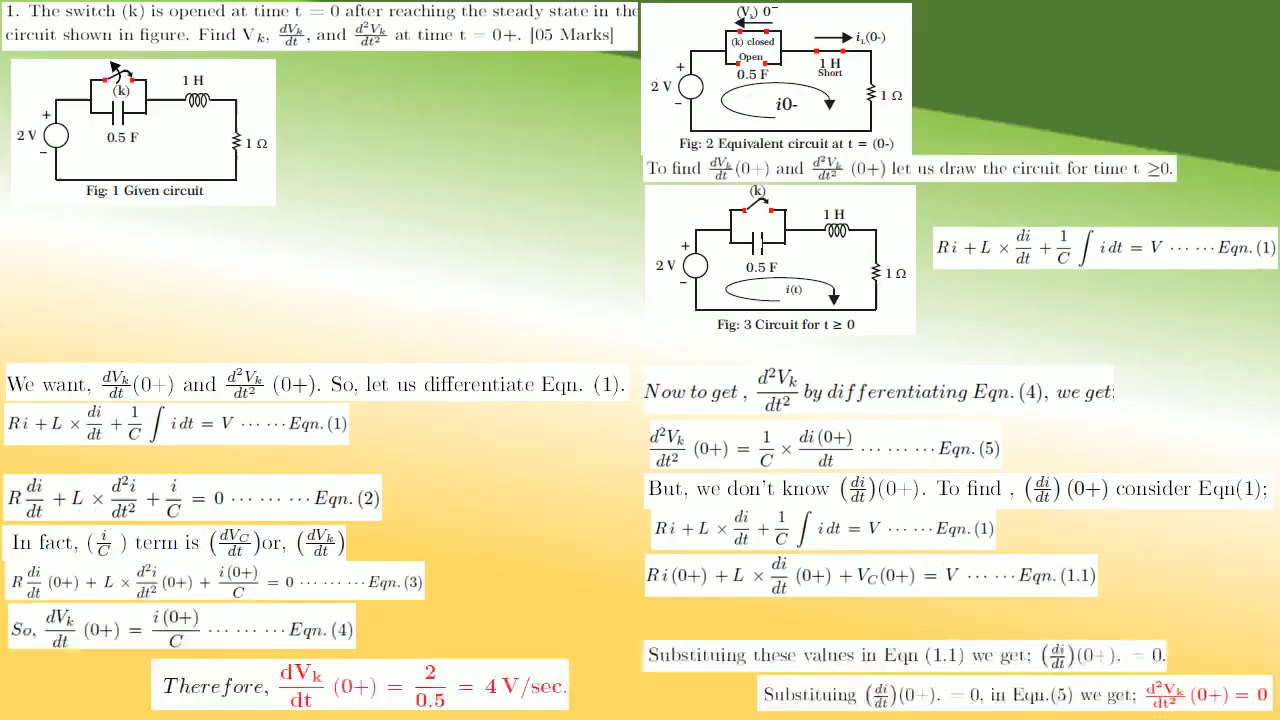 1. The switch (k) is opened at time t = 0 after reaching the steady state in the
circuit shown in figure. Find V_k, dV_k/dt, and d²V_k/dt² at time t = 0+. [05 Marks]
(k)
1 H
+
2 V
−
0.5 F
1 Ω
Fig: 1 Given circuit
(V_k) 0⁻
(k) closed
i_L(0-)
Open
+
0.5 F
1 H
Short
2 V
−
i0-
1 Ω
Fig: 2 Equivalent circuit at t = (0-)
To find dV_k/dt (0+) and d²V_k/dt² (0+) let us draw the circuit for time t ≥0.
(k)
1 H
+
2 V
−
0.5 F
1 Ω
i(t)
Fig: 3 Circuit for t ≥ 0
R i + L × di/dt + 1/C ∫ i dt = V ⋯ ⋯ Eqn. (1)
We want, dV_k/dt (0+) and d²V_k/dt² (0+). So, let us differentiate Eqn. (1).
R i + L × di/dt + 1/C ∫ i dt = V ⋯ ⋯ Eqn. (1)
R di/dt + L × d²i/dt² + i/C = 0 ⋯ ⋯ ⋯ Eqn. (2)
In fact, ( i/C ) term is (dV_C/dt)or, (dV_k/dt)
R di/dt (0+) + L × d²i/dt² (0+) + i(0+)/C = 0 ⋯ ⋯ ⋯ Eqn. (3)
So, dV_k/dt (0+) = i (0+)/C ⋯ ⋯ ⋯ Eqn. (4)
Therefore, dV_k/dt (0+) = 2/0.5 = 4 V/sec.
Now to get , d²V_k/dt² by differentiating Eqn. (4), we get:
d²V_k/dt² (0+) = 1/C × di (0+)/dt ⋯ ⋯ ⋯ Eqn. (5)
But, we don't know (di/dt)(0+). To find , (di/dt) (0+) consider Eqn(1);
R i + L × di/dt + 1/C ∫ i dt = V ⋯ ⋯ Eqn. (1)
R i (0+) + L × di/dt (0+) + V_C (0+) = V ⋯ ⋯ Eqn. (1.1)
Substituing these values in Eqn (1.1) we get; (di/dt)(0+). = 0.
Substituing (di/dt)(0+). = 0, in Eqn.(5) we get; d²V_k/dt² (0+) = 0